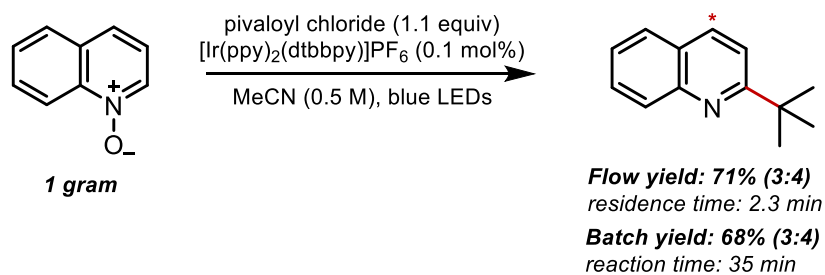 pivaloyl chloride (1.1 equiv)
[Ir(ppy)2(dtbbpy)]PF6 (0.1 mol%)
MeCN (0.5 M), blue LEDs
N
+
O
–
1 gram
*
N
Flow yield: 71% (3:4)
residence time: 2.3 min
Batch yield: 68% (3:4)
reaction time: 35 min